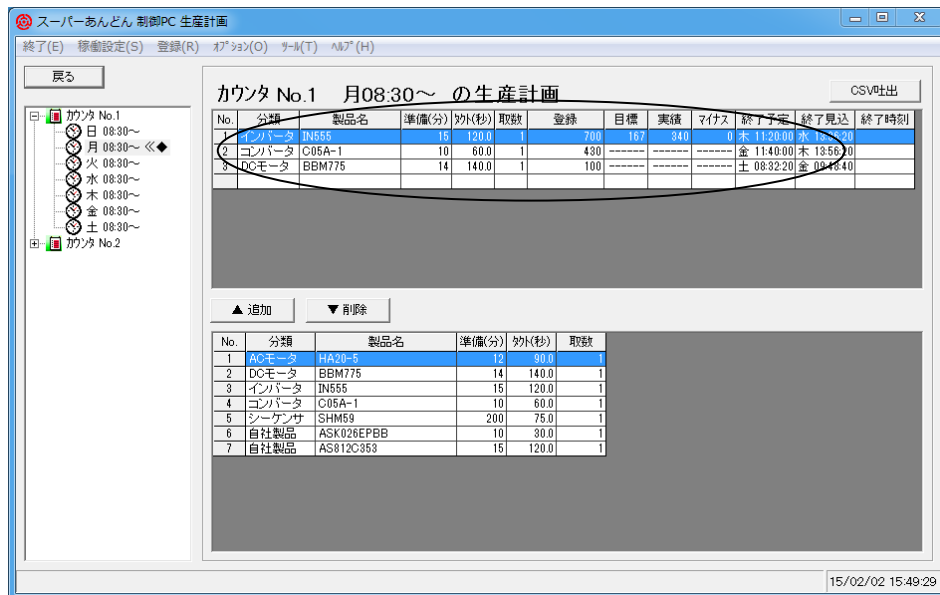 スーパーあんどん 制御PC 生産計画
終了(E) 稼働設定(S) 登録(R) ｵﾌﾟｼｮﾝ(O) ﾂｰﾙ(T) ﾍﾙﾌﾟ(H)
戻る
カウンタ No.1
日 08:30～
月 08:30～ ≪◆
火 08:30～
水 08:30～
木 08:30～
金 08:30～
土 08:30～
カウンタ No.2
カウンタ No.1 月08:30～ の生産計画
CSV吐出
No. 分類 製品名 準備(分) ﾀｸﾄ(秒) 取数 登録 目標 実績 マイナス 終了予定 終了見込 終了時刻
1 インバータ IN555 15 120.0 1 700 167 340 0 木 11:20:00 水 13:56:20
2 コンバータ C05A-1 10 60.0 1 430 ------ ------ ------ 金 11:40:00 木 13:56:20
3 DCモータ BBM775 14 140.0 1 100 ------ ------ ------ 土 08:32:20 金 09:48:40
▲ 追加 ▼ 削除
No. 分類 製品名 準備(分) ﾀｸﾄ(秒) 取数
1 ACモータ HA20-5 12 90.0 1
2 DCモータ BBM775 14 140.0 1
3 インバータ IN555 15 120.0 1
4 コンバータ C05A-1 10 60.0 1
5 シーケンサ SHM59 200 75.0 1
6 自社製品 ASK026EPBB 10 30.0 1
7 自社製品 AS812C353 15 120.0 1
15/02/02 15:49:29